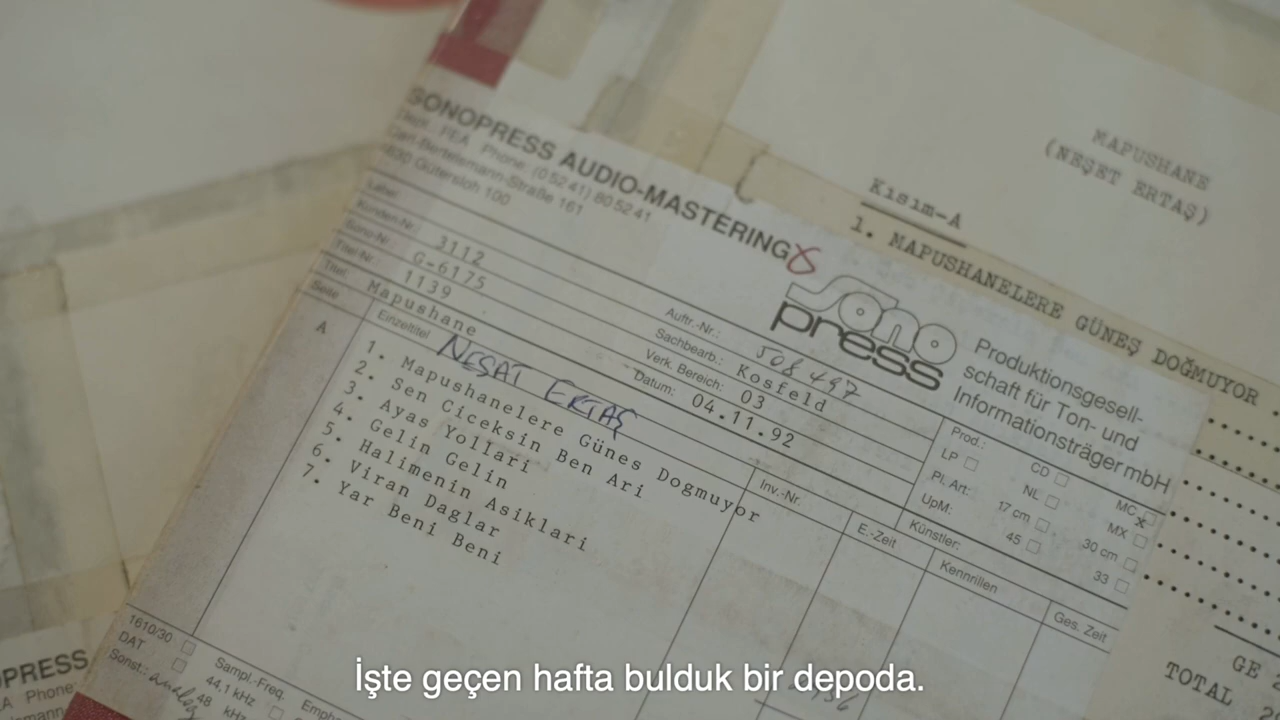 SONOPRESS AUDIO-MASTERING
Dept. FEA Phone: (0 52 41) 80 52 41
Carl-Bertelsmann-Straße 161
4830 Gütersloh 100
sono
press
Produktionsgesell-
schaft für Ton- und
Informationsträger mbH
Label:
Kunden-Nr.: 3112
Sono-Nr.: G-6175
Titel-Nr.: 1139
Titel: Mapushane
Auftr.-Nr.: 508 497
Sachbearb.: Kosfeld
Verk. Bereich: 03
Datum: 04.11.92
Prod.:
LP CD MC x
Pl. Art: NL MX
UpM: 17 cm 30 cm
45 33
Seite Einzeltitel Inv.-Nr. E.-Zeit Künstler: Kennrillen Ges. Zeit
NEŞAT ERTAŞ
A
1. Mapushanelere Günes Dogmuyor
2. Sen Ciceksin Ben Ari
3. Ayas Yollari
4. Gelin Gelin
5. Halimenin Asiklari
6. Viran Daglar
7. Yar Beni Beni
1610/30
DAT
Sonst.: analog
Sampl.-Freq.
44,1 kHz
48 kHz
MAPUSHANE
(NEŞET ERTAŞ)
Kısım-A
1. MAPUSHANELERE GÜNEŞ DOĞMUYOR
GE
TOTAL
OPRESS
Phone:
İşte geçen hafta bulduk bir depoda.